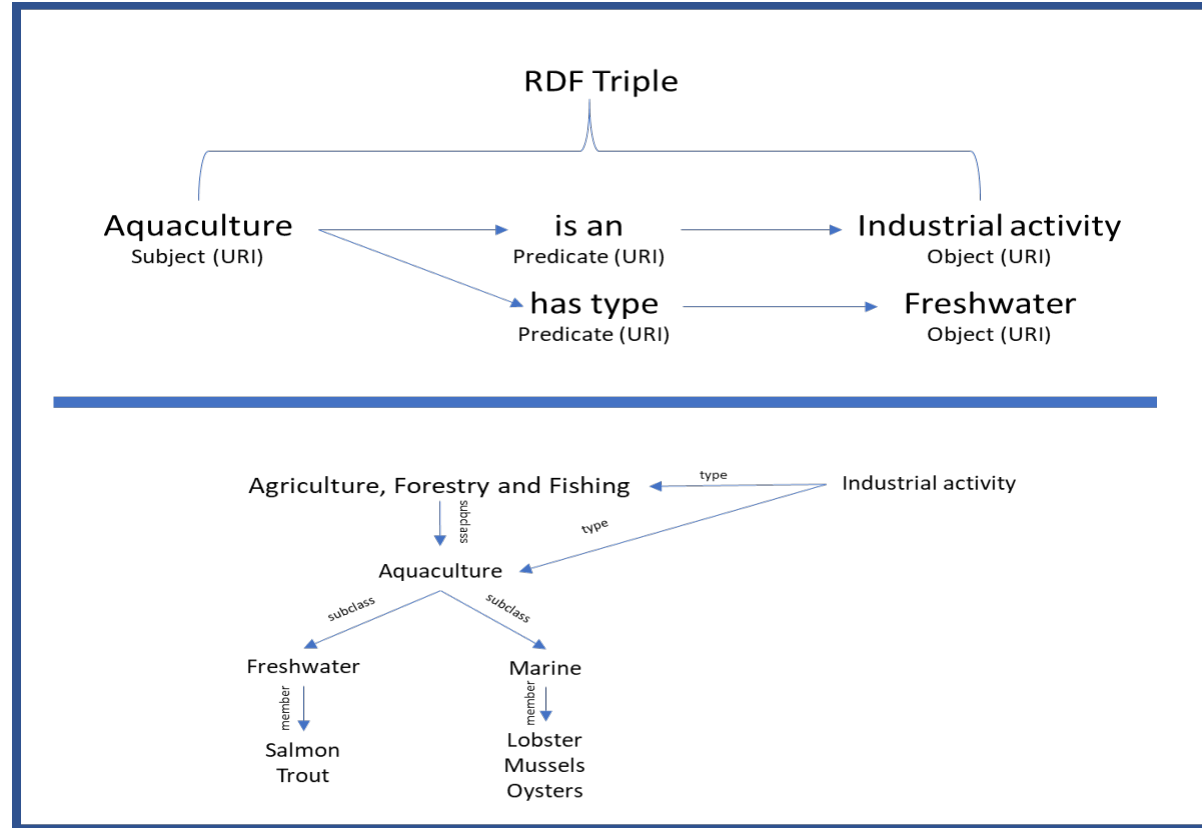 RDF Triple
Aquaculture
Subject (URI)
is an
Predicate (URI)
Industrial activity
Object (URI)
has type
Predicate (URI)
Freshwater
Object (URI)
Agriculture, Forestry and Fishing
type
Industrial activity
subclass
type
Aquaculture
subclass
subclass
Freshwater
Marine
member
member
Salmon
Trout
Lobster
Mussels
Oysters